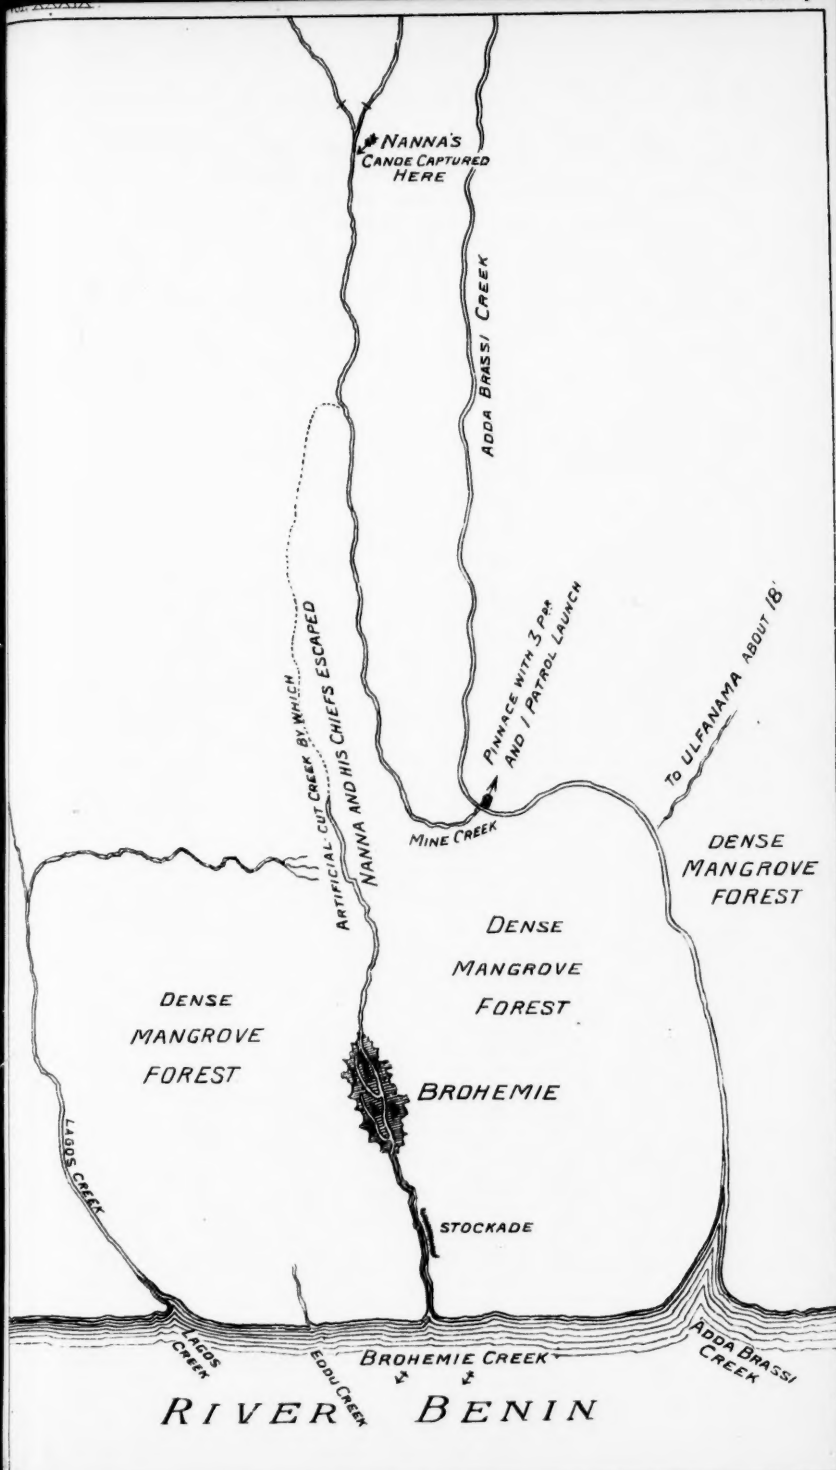 NANNA'S
CANOE CAPTURED
HERE
ADDA BRASSI CREEK
ARTIFICIAL CUT CREEK BY WHICH
NANNA AND HIS CHIEFS ESCAPED
PINNACE WITH 3 PDR
AND 1 PATROL LAUNCH
TO ULFANAMA ABOUT 18'
MINE CREEK
DENSE
MANGROVE
FOREST
DENSE
MANGROVE
FOREST
DENSE
MANGROVE
FOREST
BROHEMIE
LAGOS CREEK
STOCKADE
LAGOS
CREEK
EDDU CREEK
BROHEMIE CREEK
ADDA BRASSI
CREEK
RIVER BENIN